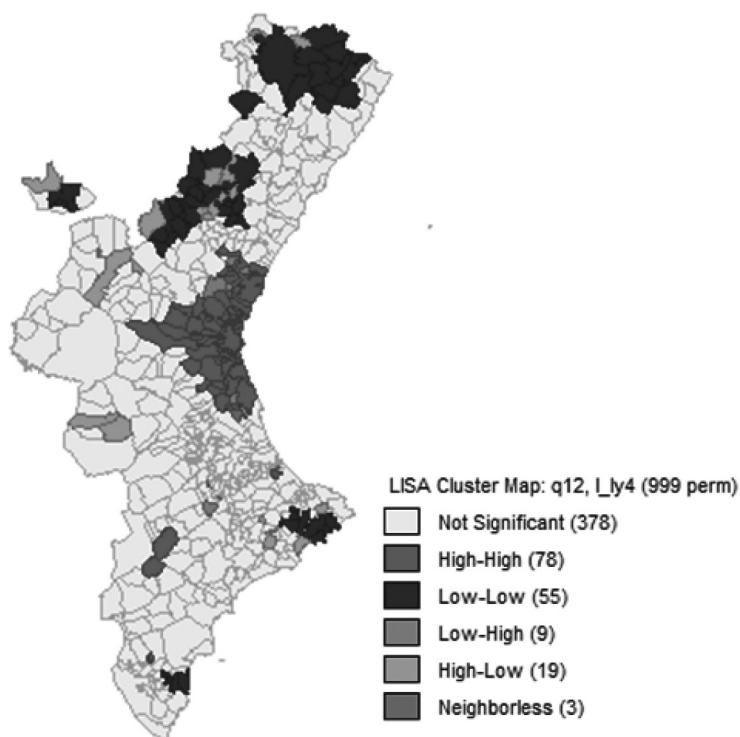 LISA Cluster Map: q12, I_ly4 (999 perm)
Not Significant (378)
High-High (78)
Low-Low (55)
Low-High (9)
High-Low (19)
Neighborless (3)